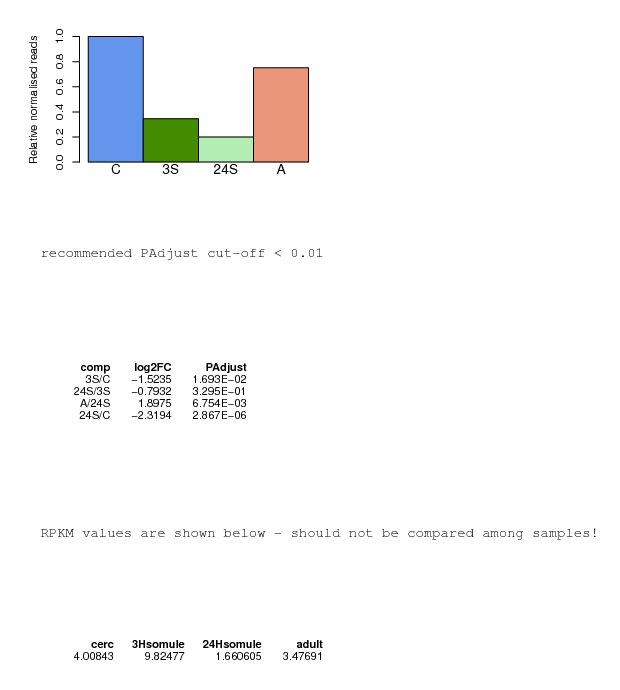 Relative normalised reads
1.0
0.8
0.6
0.4
0.2
0.0
C 3S 24S A
recommended PAdjust cut-off < 0.01
comp log2FC PAdjust
3S/C −1.5235 1.693E−02
24S/3S −0.7932 3.295E−01
A/24S 1.8975 6.754E−03
24S/C −2.3194 2.867E−06
RPKM values are shown below - should not be compared among samples!
cerc 3Hsomule 24Hsomule adult
4.00843 9.82477 1.660605 3.47691